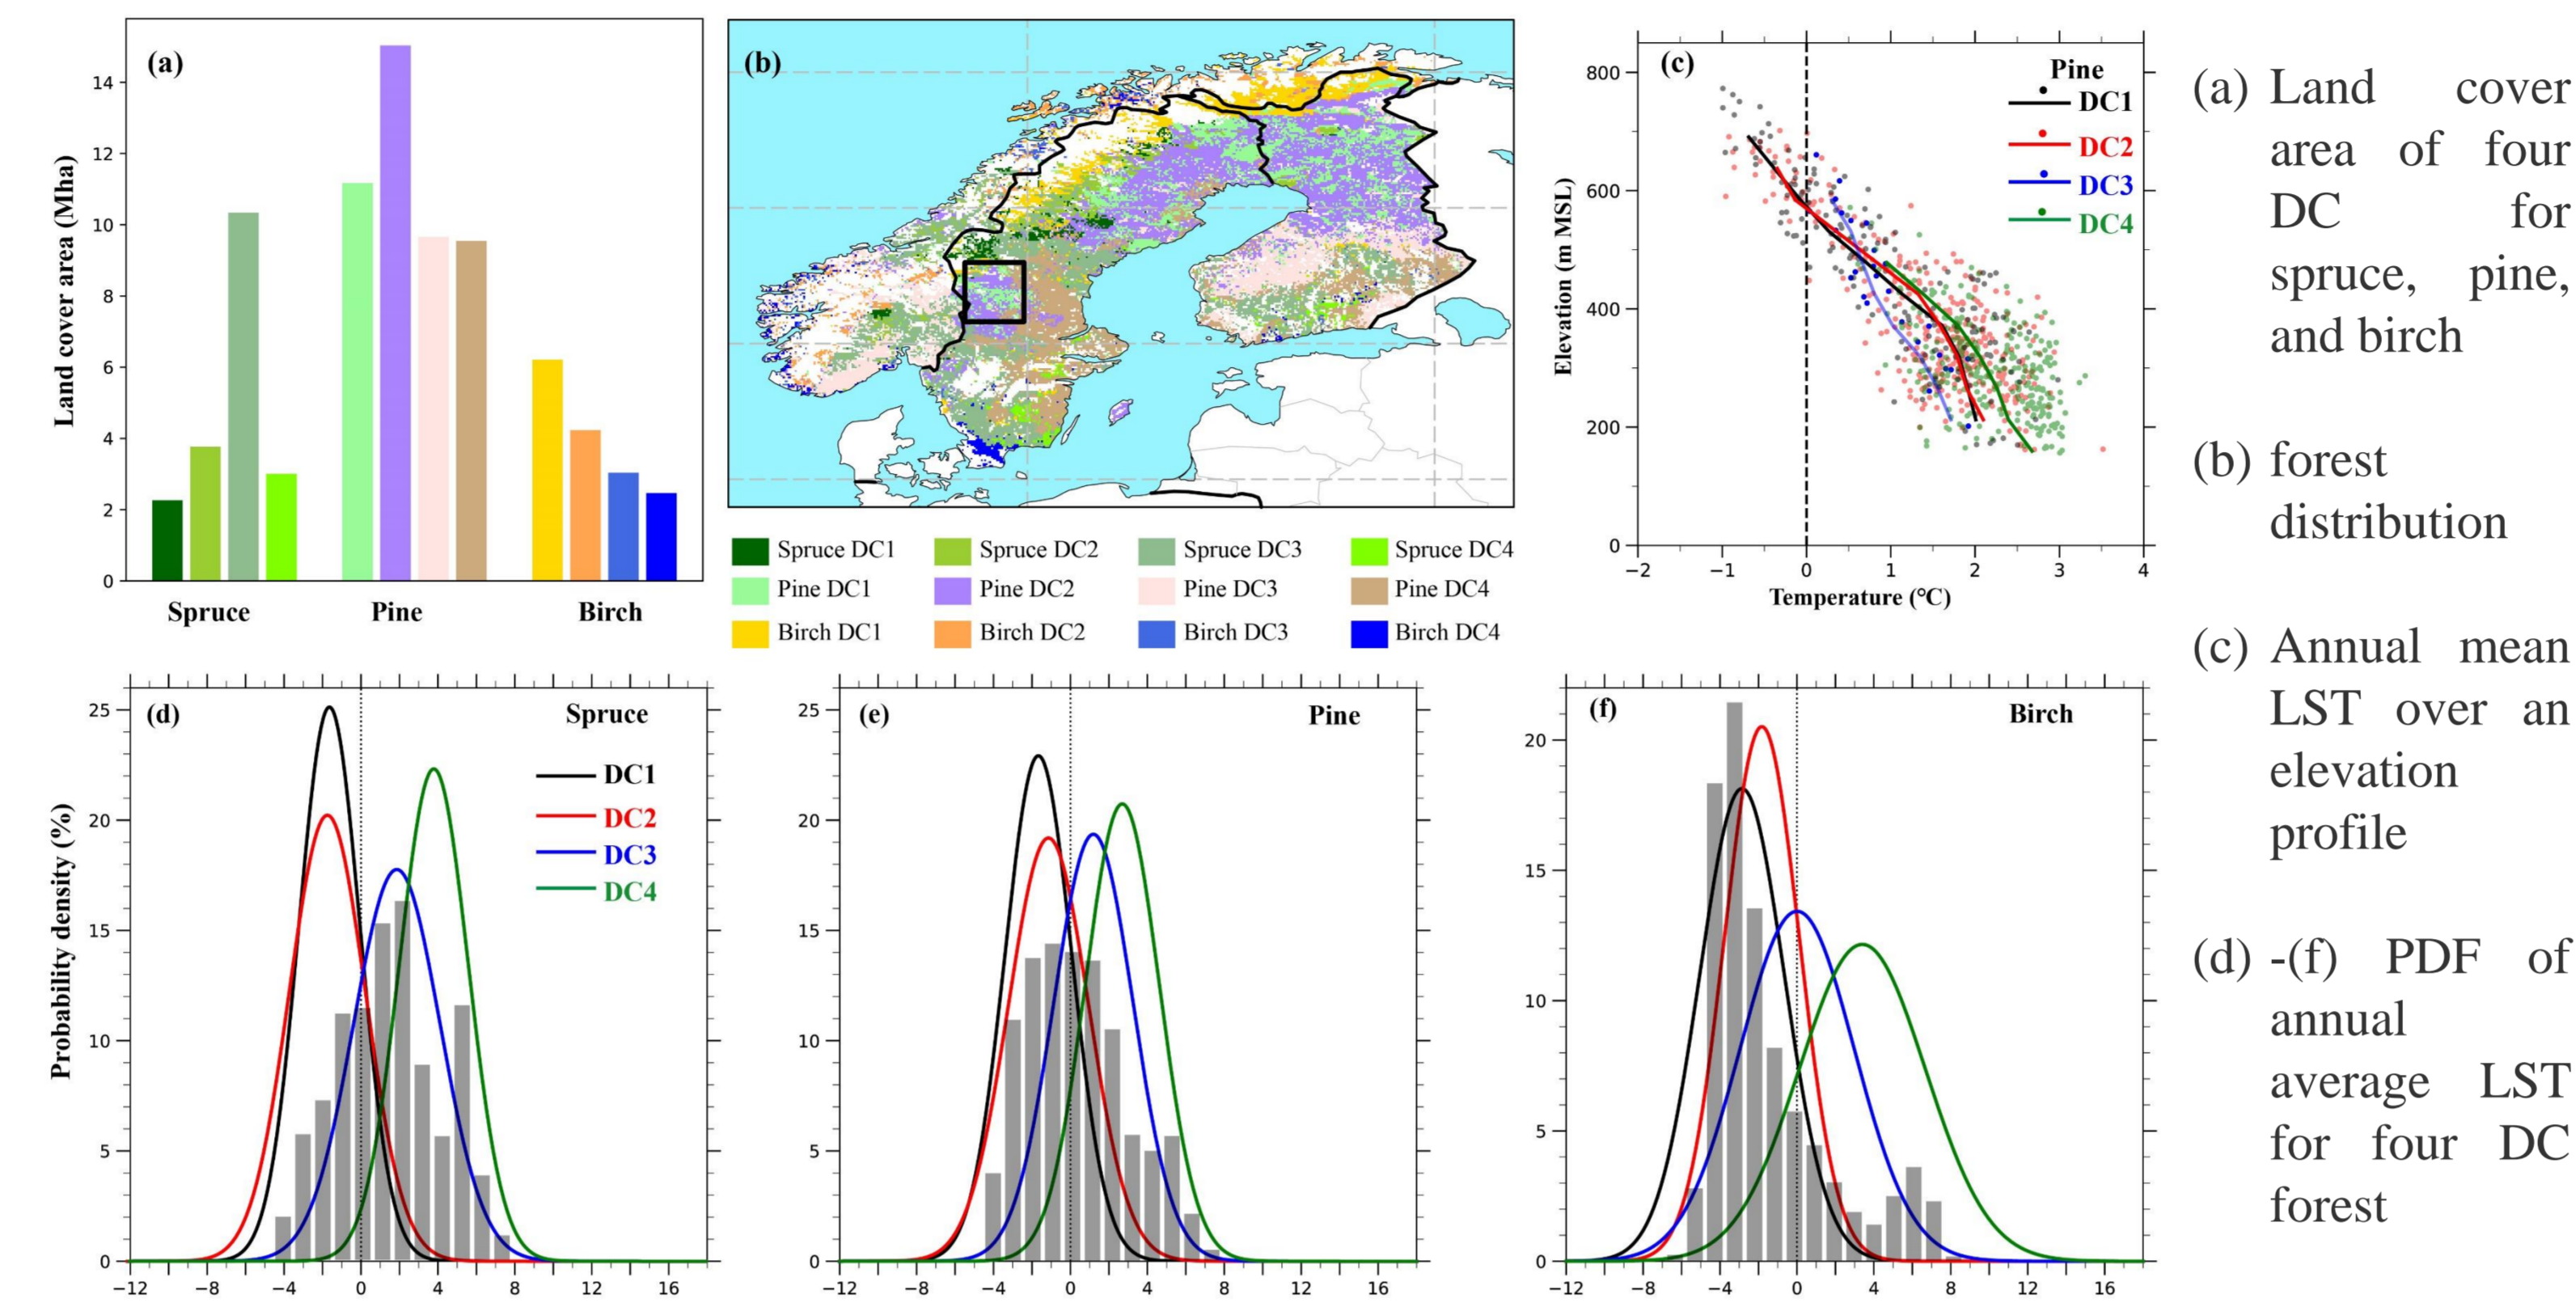 (a)
Land cover area (Mha)
14
12
10
8
6
4
2
0
Spruce Pine Birch
(b)
Spruce DC1 Spruce DC2 Spruce DC3 Spruce DC4
Pine DC1 Pine DC2 Pine DC3 Pine DC4
Birch DC1 Birch DC2 Birch DC3 Birch DC4
(c)
Pine
DC1
DC2
DC3
DC4
Elevation (m MSL)
800
600
400
200
0
−2 −1 0 1 2 3 4
Temperature (°C)
(a) Land cover
area of four
DC for
spruce, pine,
and birch
(b) forest
distribution
(c) Annual mean
LST over an
elevation
profile
(d) -(f) PDF of
annual
average LST
for four DC
forest
(d)
Spruce
DC1
DC2
DC3
DC4
Probability density (%)
25
20
15
10
5
0
−12 −8 −4 0 4 8 12 16
(e)
Pine
25
20
15
10
5
0
−12 −8 −4 0 4 8 12 16
(f)
Birch
20
15
10
5
0
−12 −8 −4 0 4 8 12 16